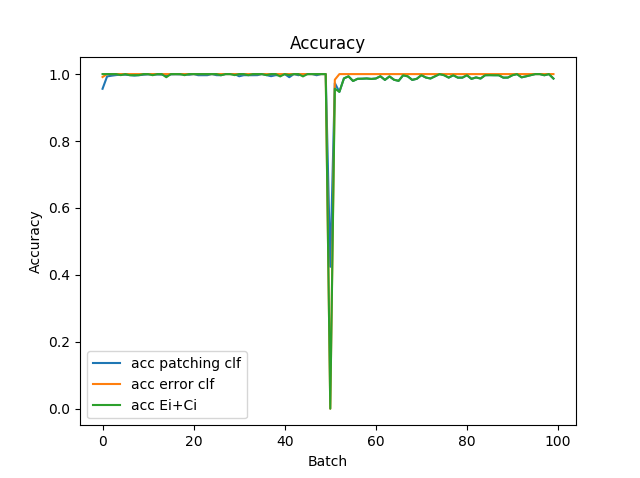 Accuracy
1.0
0.8
0.6
0.4
0.2
0.0
Accuracy
acc patching clf
acc error clf
acc Ei+Ci
0 20 40 60 80 100
Batch